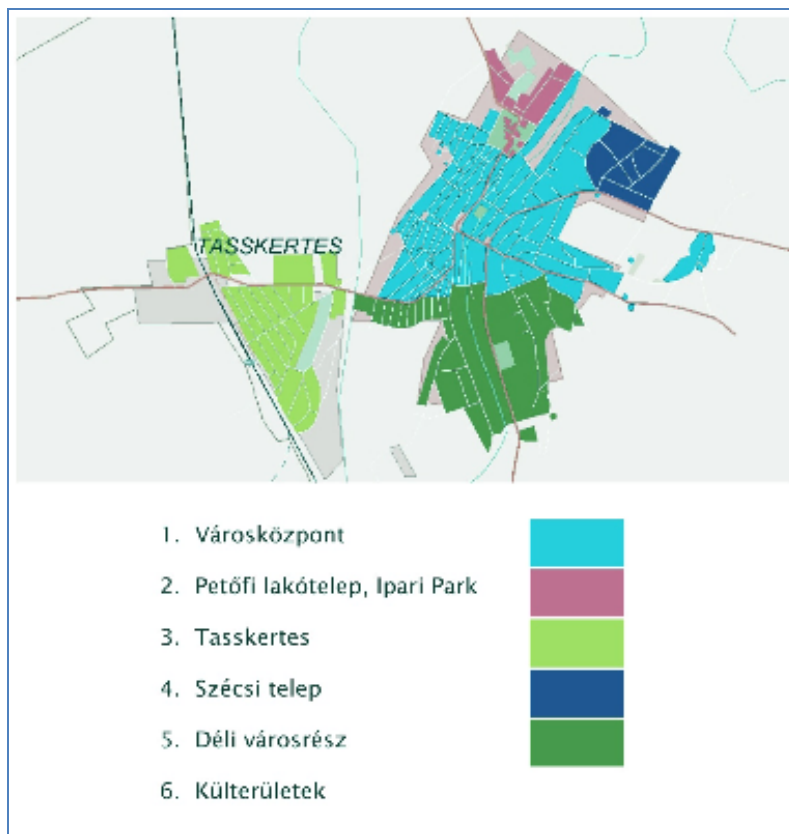 TASSKERTES
1. Városközpont
2. Petőfi lakótelep, Ipari Park
3. Tasskertes
4. Szécsi telep
5. Déli városrész
6. Külterületek